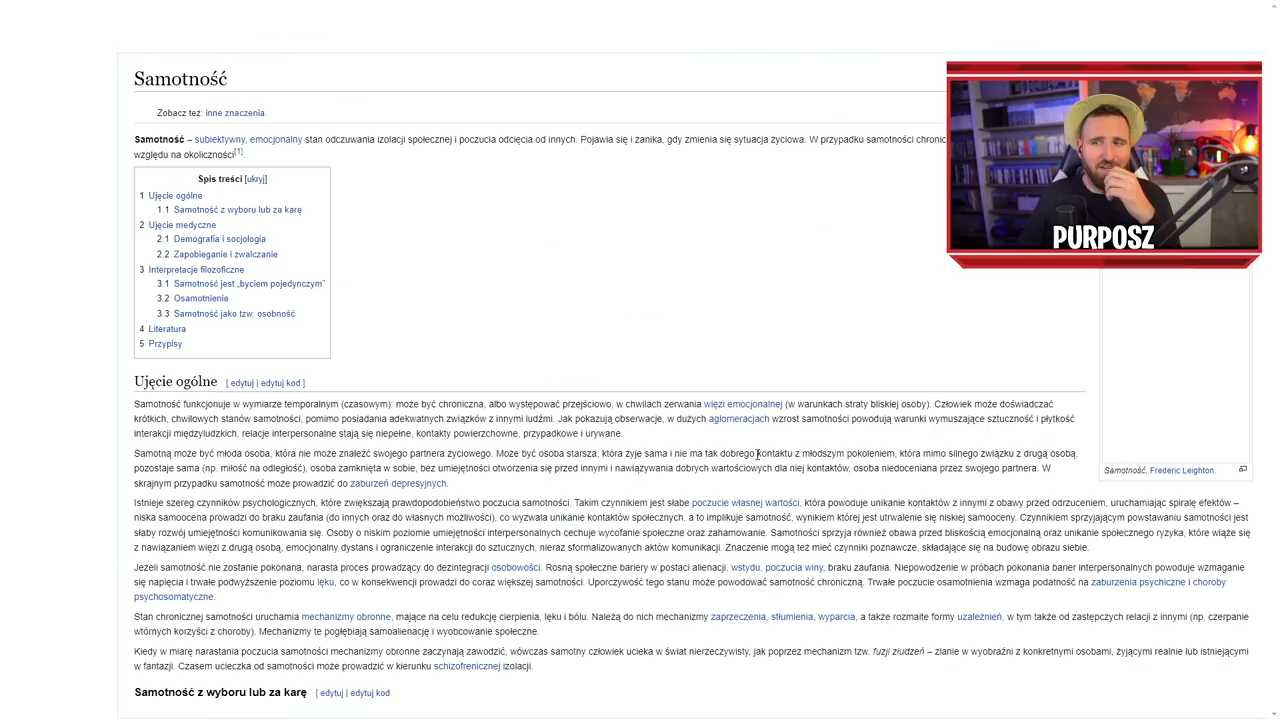 Samotność
Zobacz też: inne znaczenia.
Samotność – subiektywny, emocjonalny stan odczuwania izolacji społecznej i poczucia odcięcia od innych. Pojawia się i zanika, gdy zmienia się sytuacja życiowa. W przypadku samotności
względu na okoliczności[1].
Spis treści [ukryj]
1 Ujęcie ogólne
1.1 Samotność z wyboru lub za karę
2 Ujęcie medyczne
2.1 Demografia i socjologia
2.2 Zapobieganie i zwalczanie
3 Interpretacje filozoficzne
3.1 Samotność jest „byciem pojedynczym”
3.2 Osamotnienie
3.3 Samotność jako tzw. osobność
4 Literatura
5 Przypisy
PURPOSZ
Ujęcie ogólne [ edytuj | edytuj kod ]
Samotność funkcjonuje w wymiarze temporalnym (czasowym): może być chroniczna, albo występować przejściowo, w chwilach zerwania więzi emocjonalnej (w warunkach straty bliskiej osoby). Człowiek może doświadczać
krótkich, chwilowych stanów samotności, pomimo posiadania adekwatnych związków z innymi ludźmi. Jak pokazują obserwacje, w dużych aglomeracjach wzrost samotności powodują warunki wymuszające sztuczność i płytkość
interakcji międzyludzkich, relacje interpersonalne stają się niepełne, kontakty powierzchowne, przypadkowe i urywane.
Samotną może być młoda osoba, która nie może znaleźć swojego partnera życiowego. Może być osoba starsza, która żyje sama i nie ma tak dobrego kontaktu z młodszym pokoleniem, która mimo silnego związku z drugą osobą,
pozostaje sama (np. miłość na odległość), osoba zamknięta w sobie, bez umiejętności otworzenia się przed innymi i nawiązywania dobrych wartościowych dla niej kontaktów, osoba niedoceniana przez swojego partnera. W
skrajnym przypadku samotność może prowadzić do zaburzeń depresyjnych.
Samotność, Frederic Leighton.
Istnieje szereg czynników psychologicznych, które zwiększają prawdopodobieństwo poczucia samotności. Takim czynnikiem jest słabe poczucie własnej wartości, która powoduje unikanie kontaktów z innymi z obawy przed odrzuceniem, uruchamiając spiralę efektów –
niska samoocena prowadzi do braku zaufania (do innych oraz do własnych możliwości), co wyzwala unikanie kontaktów społecznych, a to implikuje samotność, wynikiem której jest utrwalenie się niskiej samooceny. Czynnikiem sprzyjającym powstawaniu samotności jest
słaby rozwój umiejętności komunikowania się. Osoby o niskim poziomie umiejętności interpersonalnych cechuje wycofanie społeczne oraz zahamowanie. Samotności sprzyja również obawa przed bliskością emocjonalną oraz unikanie społecznego ryzyka, które wiąże się
z nawiązaniem więzi z drugą osobą, emocjonalny dystans i ograniczenie interakcji do sztucznych, nieraz sformalizowanych aktów komunikacji. Znaczenie mogą też mieć czynniki poznawcze, składające się na budowę obrazu siebie.
Jeżeli samotność nie zostanie pokonana, narasta proces prowadzący do dezintegracji osobowości. Rosną społeczne bariery w postaci alienacji, wstydu, poczucia winy, braku zaufania. Niepowodzenie w próbach pokonania barier interpersonalnych powoduje wzmaganie
się napięcia i trwałe podwyższenie poziomu lęku, co w konsekwencji prowadzi do coraz większej samotności. Uporczywość tego stanu może powodować samotność chroniczną. Trwałe poczucie osamotnienia wzmaga podatność na zaburzenia psychiczne i choroby
psychosomatyczne.
Stan chronicznej samotności uruchamia mechanizmy obronne, mające na celu redukcję cierpienia, lęku i bólu. Należą do nich mechanizmy zaprzeczenia, stłumienia, wyparcia, a także rozmaite formy uzależnień, w tym także od zastępczych relacji z innymi (np. czerpanie
wtórnych korzyści z choroby). Mechanizmy te pogłębiają samoalienację i wyobcowanie społeczne.
Kiedy w miarę narastania poczucia samotności mechanizmy obronne zaczynają zawodzić, wówczas samotny człowiek ucieka w świat nierzeczywisty, jak poprzez mechanizm tzw. fuzji złudzeń – zlanie w wyobraźni z konkretnymi osobami, żyjącymi realnie lub istniejącymi
w fantazji. Czasem ucieczka od samotności może prowadzić w kierunku schizofrenicznej izolacji.
Samotność z wyboru lub za karę [ edytuj | edytuj kod